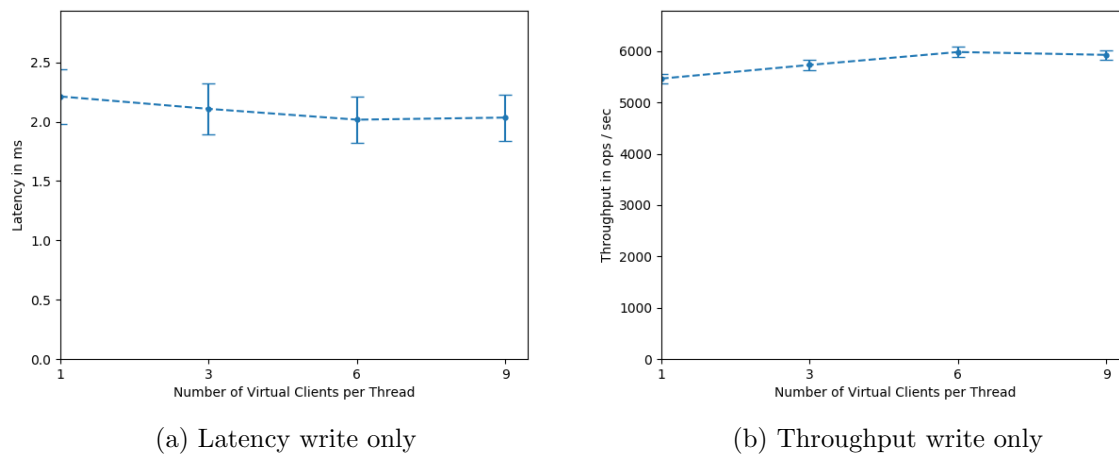 Latency in ms
2.5
2.0
1.5
1.0
0.5
0.0
1 3 6 9
Number of Virtual Clients per Thread
(a) Latency write only
Throughput in ops / sec
6000
5000
4000
3000
2000
1000
0
1 3 6 9
Number of Virtual Clients per Thread
(b) Throughput write only